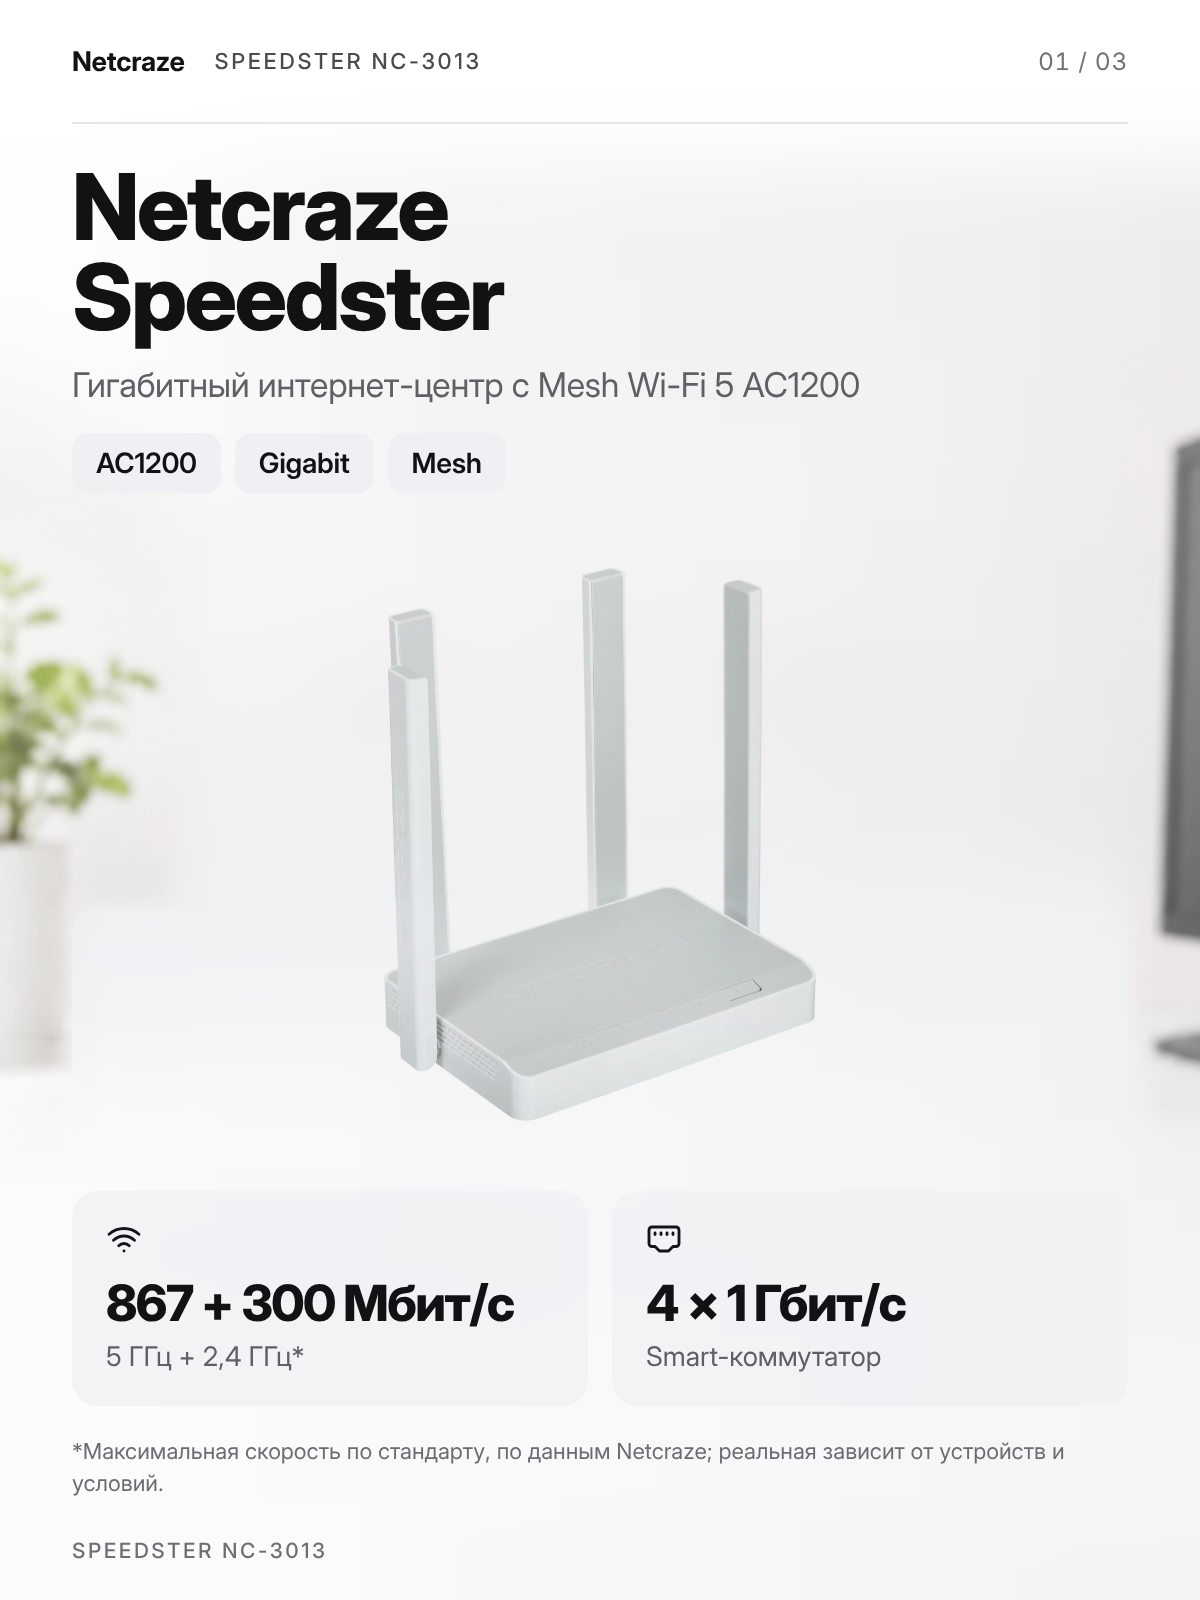 Netcraze SPEEDSTER NC-3013 01 / 03
Netcraze
Speedster
Гигабитный интернет-центр с Mesh Wi-Fi 5 AC1200
AC1200 Gigabit Mesh
867 + 300 Мбит/с
5 ГГц + 2,4 ГГц*
4 × 1 Гбит/с
Smart-коммутатор
*Максимальная скорость по стандарту, по данным Netcraze; реальная зависит от устройств и
условий.
SPEEDSTER NC-3013